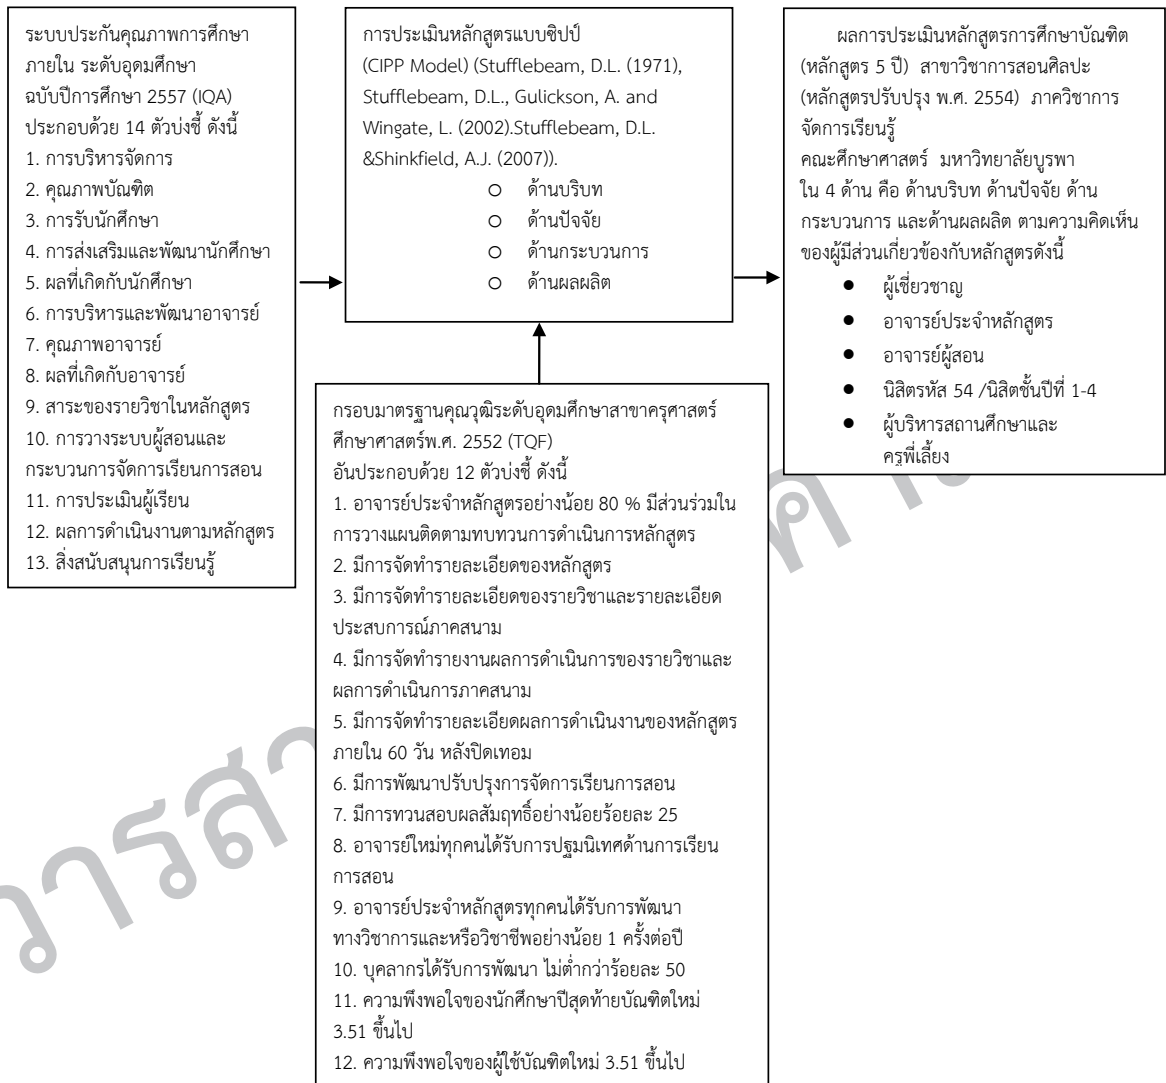 ระบบประกันคุณภาพการศึกษา
ภายใน ระดับอุดมศึกษา
ฉบับปีการศึกษา 2557 (IQA)
ประกอบด้วย 14 ตัวบ่งชี้ ดังนี้
1. การบริหารจัดการ
2. คุณภาพบัณฑิต
3. การรับนักศึกษา
4. การส่งเสริมและพัฒนานักศึกษา
5. ผลที่เกิดกับนักศึกษา
6. การบริหารและพัฒนาอาจารย์
7. คุณภาพอาจารย์
8. ผลที่เกิดกับอาจารย์
9. สาระของรายวิชาในหลักสูตร
10. การวางระบบผู้สอนและ
กระบวนการจัดการเรียนการสอน
11. การประเมินผู้เรียน
12. ผลการดำเนินงานตามหลักสูตร
13. สิ่งสนับสนุนการเรียนรู้
การประเมินหลักสูตรแบบซิปป์
(CIPP Model) (Stufflebeam, D.L. (1971),
Stufflebeam, D.L., Gulickson, A. and
Wingate, L. (2002).Stufflebeam, D.L.
&Shinkfield, A.J. (2007)).
o ด้านบริบท
o ด้านปัจจัย
o ด้านกระบวนการ
o ด้านผลผลิต
ผลการประเมินหลักสูตรการศึกษาบัณฑิต
(หลักสูตร 5 ปี) สาขาวิชาการสอนศิลปะ
(หลักสูตรปรับปรุง พ.ศ. 2554) ภาควิชาการ
จัดการเรียนรู้
คณะศึกษาศาสตร์ มหาวิทยาลัยบูรพา
ใน 4 ด้าน คือ ด้านบริบท ด้านปัจจัย ด้าน
กระบวนการ และด้านผลผลิต ตามความคิดเห็น
ของผู้มีส่วนเกี่ยวข้องกับหลักสูตรดังนี้
● ผู้เชี่ยวชาญ
● อาจารย์ประจำหลักสูตร
● อาจารย์ผู้สอน
● นิสิตรหัส 54 /นิสิตชั้นปีที่ 1-4
● ผู้บริหารสถานศึกษาและ
ครูพี่เลี้ยง
กรอบมาตรฐานคุณวุฒิระดับอุดมศึกษาสาขาครุศาสตร์
ศึกษาศาสตร์พ.ศ. 2552 (TQF)
อันประกอบด้วย 12 ตัวบ่งชี้ ดังนี้
1. อาจารย์ประจำหลักสูตรอย่างน้อย 80 % มีส่วนร่วมใน
การวางแผนติดตามทบทวนการดำเนินการหลักสูตร
2. มีการจัดทำรายละเอียดของหลักสูตร
3. มีการจัดทำรายละเอียดของรายวิชาและรายละเอียด
ประสบการณ์ภาคสนาม
4. มีการจัดทำรายงานผลการดำเนินการของรายวิชาและ
ผลการดำเนินการภาคสนาม
5. มีการจัดทำรายละเอียดผลการดำเนินงานของหลักสูตร
ภายใน 60 วัน หลังปิดเทอม
6. มีการพัฒนาปรับปรุงการจัดการเรียนการสอน
7. มีการทวนสอบผลสัมฤทธิ์อย่างน้อยร้อยละ 25
8. อาจารย์ใหม่ทุกคนได้รับการปฐมนิเทศด้านการเรียน
การสอน
9. อาจารย์ประจำหลักสูตรทุกคนได้รับการพัฒนา
ทางวิชาการและหรือวิชาชีพอย่างน้อย 1 ครั้งต่อปี
10. บุคลากรได้รับการพัฒนา ไม่ต่ำกว่าร้อยละ 50
11. ความพึงพอใจของนักศึกษาปีสุดท้ายบัณฑิตใหม่
3.51 ขึ้นไป
12. ความพึงพอใจของผู้ใช้บัณฑิตใหม่ 3.51 ขึ้นไป